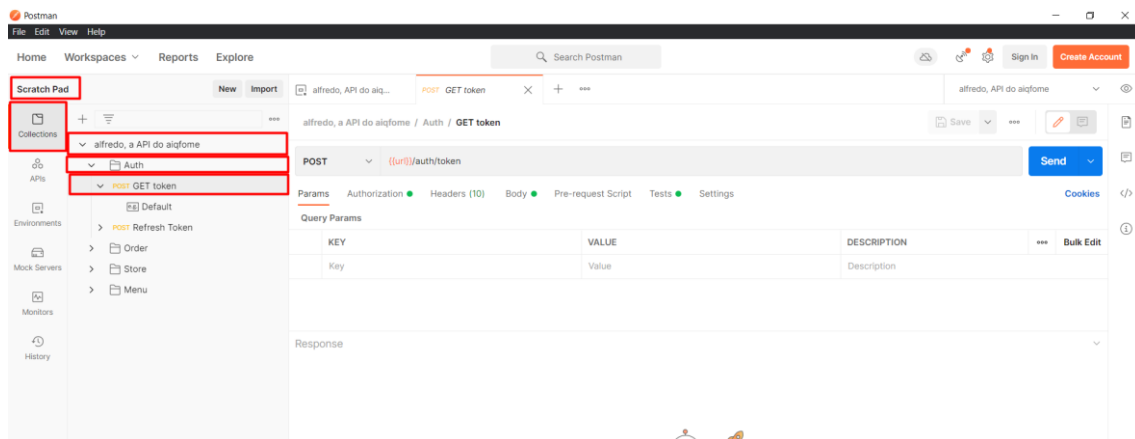 Postman
File Edit View Help
Home Workspaces Reports Explore Search Postman Sign In Create Account
Scratch Pad New Import alfredo, API do aiq... POST GET token alfredo, API do aiqfome
Collections
alfredo, a API do aiqfome / Auth / GET token Save
alfredo, a API do aiqfome
APIs
Auth
POST {{url}}/auth/token Send
POST GET token
Params Authorization Headers (10) Body Pre-request Script Tests Settings Cookies
Default
Environments
Query Params
POST Refresh Token
KEY VALUE DESCRIPTION Bulk Edit
Order
Mock Servers
Store
Key Value Description
Menu
Monitors
History
Response